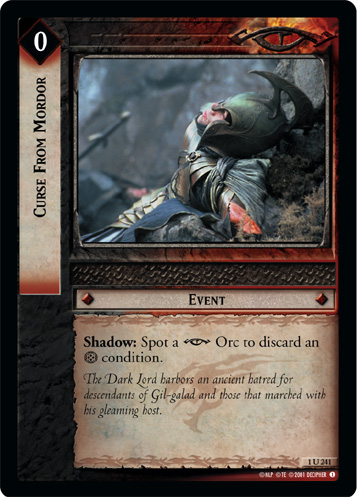 0
CURSE FROM MORDOR
EVENT
Shadow: Spot a Orc to discard an
condition.
The Dark Lord harbors an ancient hatred for
descendants of Gil-galad and those that marched with
his gleaming host.
1 U 241
©NLP ©TE ©2001 DECIPHER